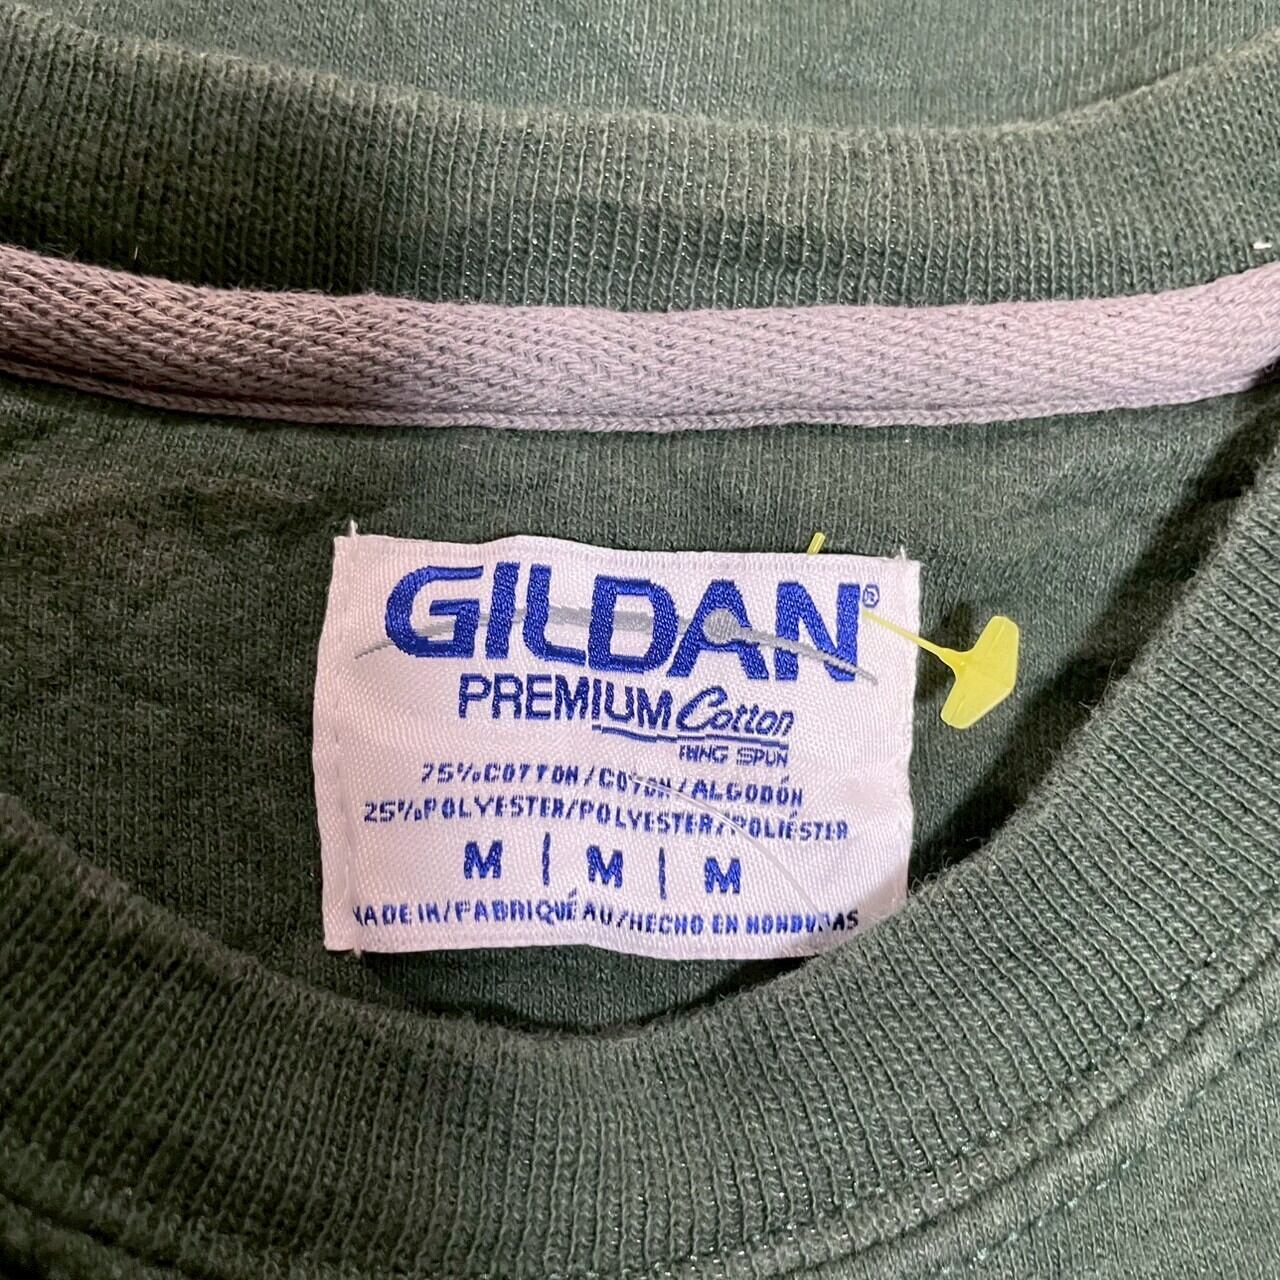 GILDAN®
PREMIUM Cotton
RING SPUN
75% COTTON/COTON/ALGODÓN
25% POLYESTER/POLYESTER/POLIÉSTER
M | M | M
MADE IN/FABRIQUÉ AU/HECHO EN HONDURAS